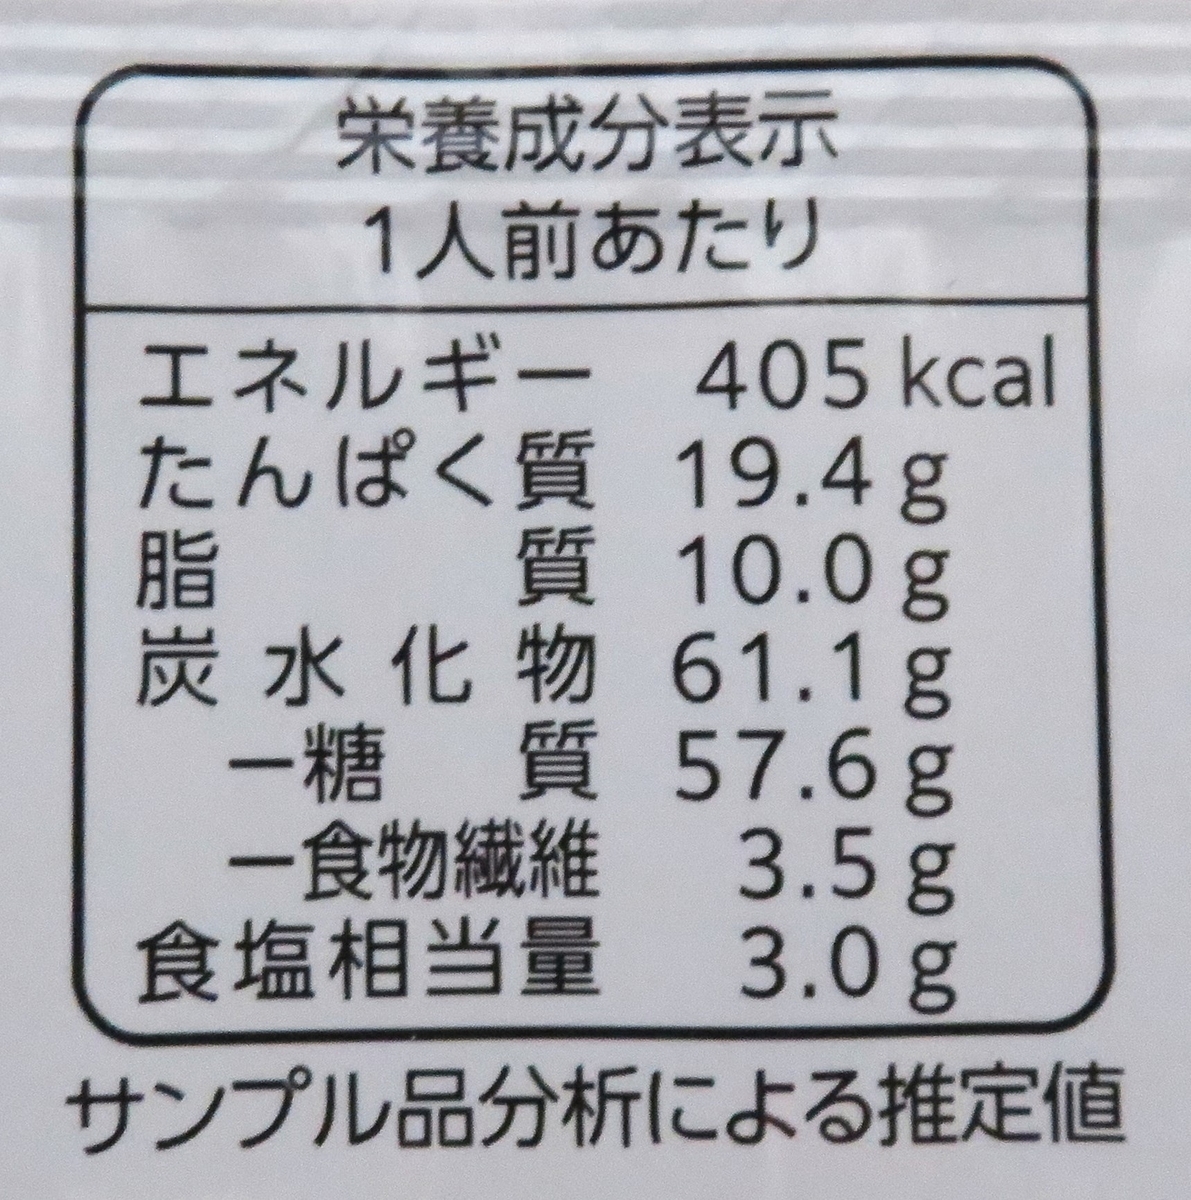 栄養成分表示
1人前あたり
エネルギー 405 kcal
たんぱく質 19.4 g
脂質 10.0 g
炭水化物 61.1 g
ー糖質 57.6 g
ー食物繊維 3.5 g
食塩相当量 3.0 g
サンプル品分析による推定値